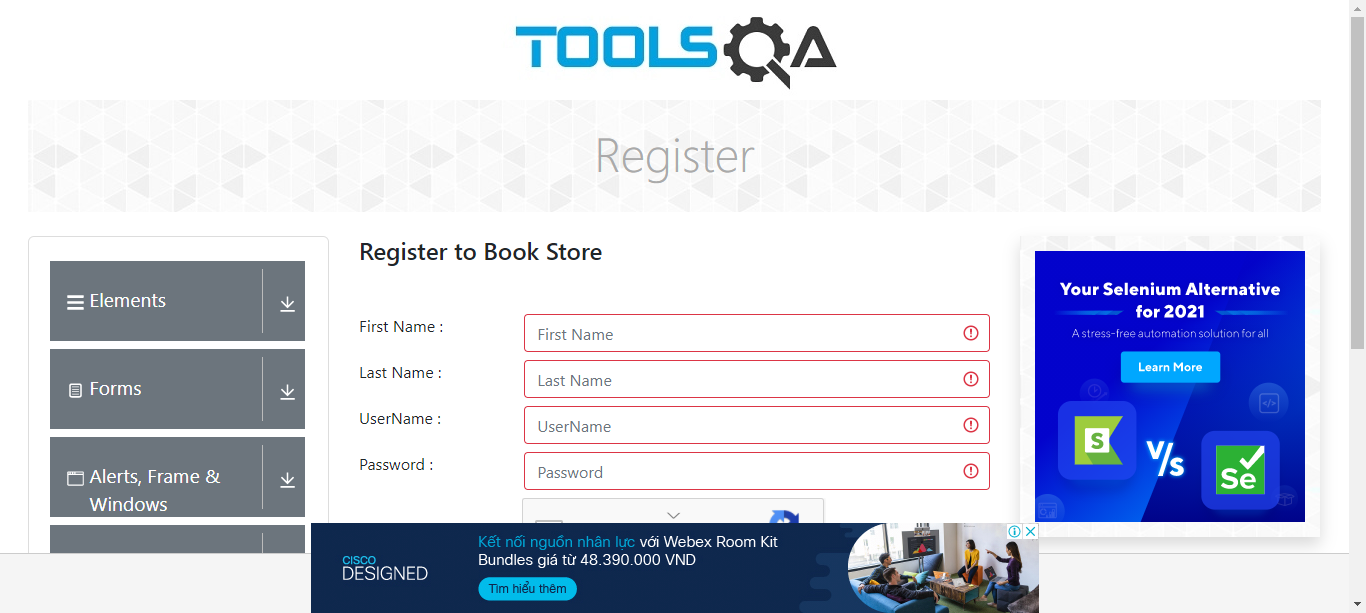 TOOLSQA
Register
Elements
Forms
Alerts, Frame &
Windows
Register to Book Store
First Name :
First Name
Last Name :
Last Name
UserName :
UserName
Password :
Password
Your Selenium Alternative
for 2021
A stress-free automation solution for all
Learn More
S
V/s
Se
CISCO
DESIGNED
Kết nối nguồn nhân lực với Webex Room Kit
Bundles giá từ 48.390.000 VND
Tìm hiểu thêm